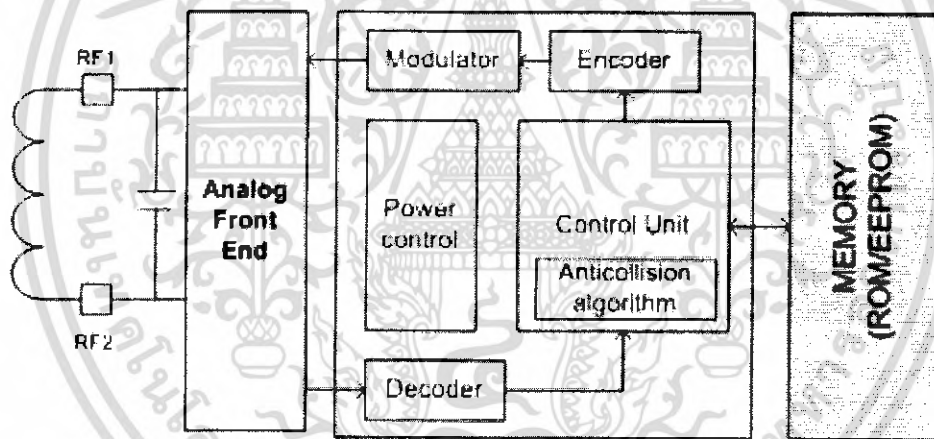 RF1
RF2
Analog
Front
End
Modulator
Encoder
Power
control
Control Unit
Anticollision
algorithm
Decoder
MEMORY
(ROM/EEPROM)